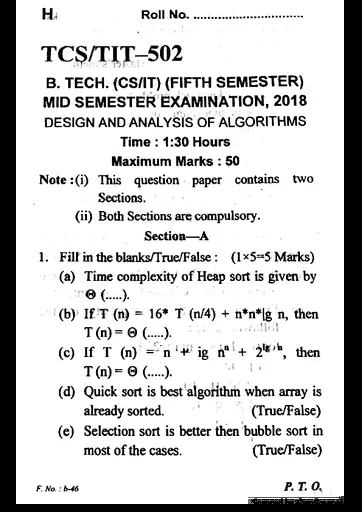 H Roll No. ................................
TCS/TIT–502
B. TECH. (CS/IT) (FIFTH SEMESTER)
MID SEMESTER EXAMINATION, 2018
DESIGN AND ANALYSIS OF ALGORITHMS
Time : 1:30 Hours
Maximum Marks : 50
Note : (i) This question paper contains two
Sections.
(ii) Both Sections are compulsory.
Section—A
1. Fill in the blanks/True/False : (1×5=5 Marks)
(a) Time complexity of Heap sort is given by
Θ (.....).
(b) If T (n) = 16* T (n/4) + n*n*lg n, then
T (n) = Θ (.....).
(c) If T (n) = n + ig nⁿ + 2, then
T (n) = Θ (.....).
(d) Quick sort is best algorithm when array is
already sorted. (True/False)
(e) Selection sort is better then bubble sort in
most of the cases. (True/False)
F. No. : b-46 P. T. O.